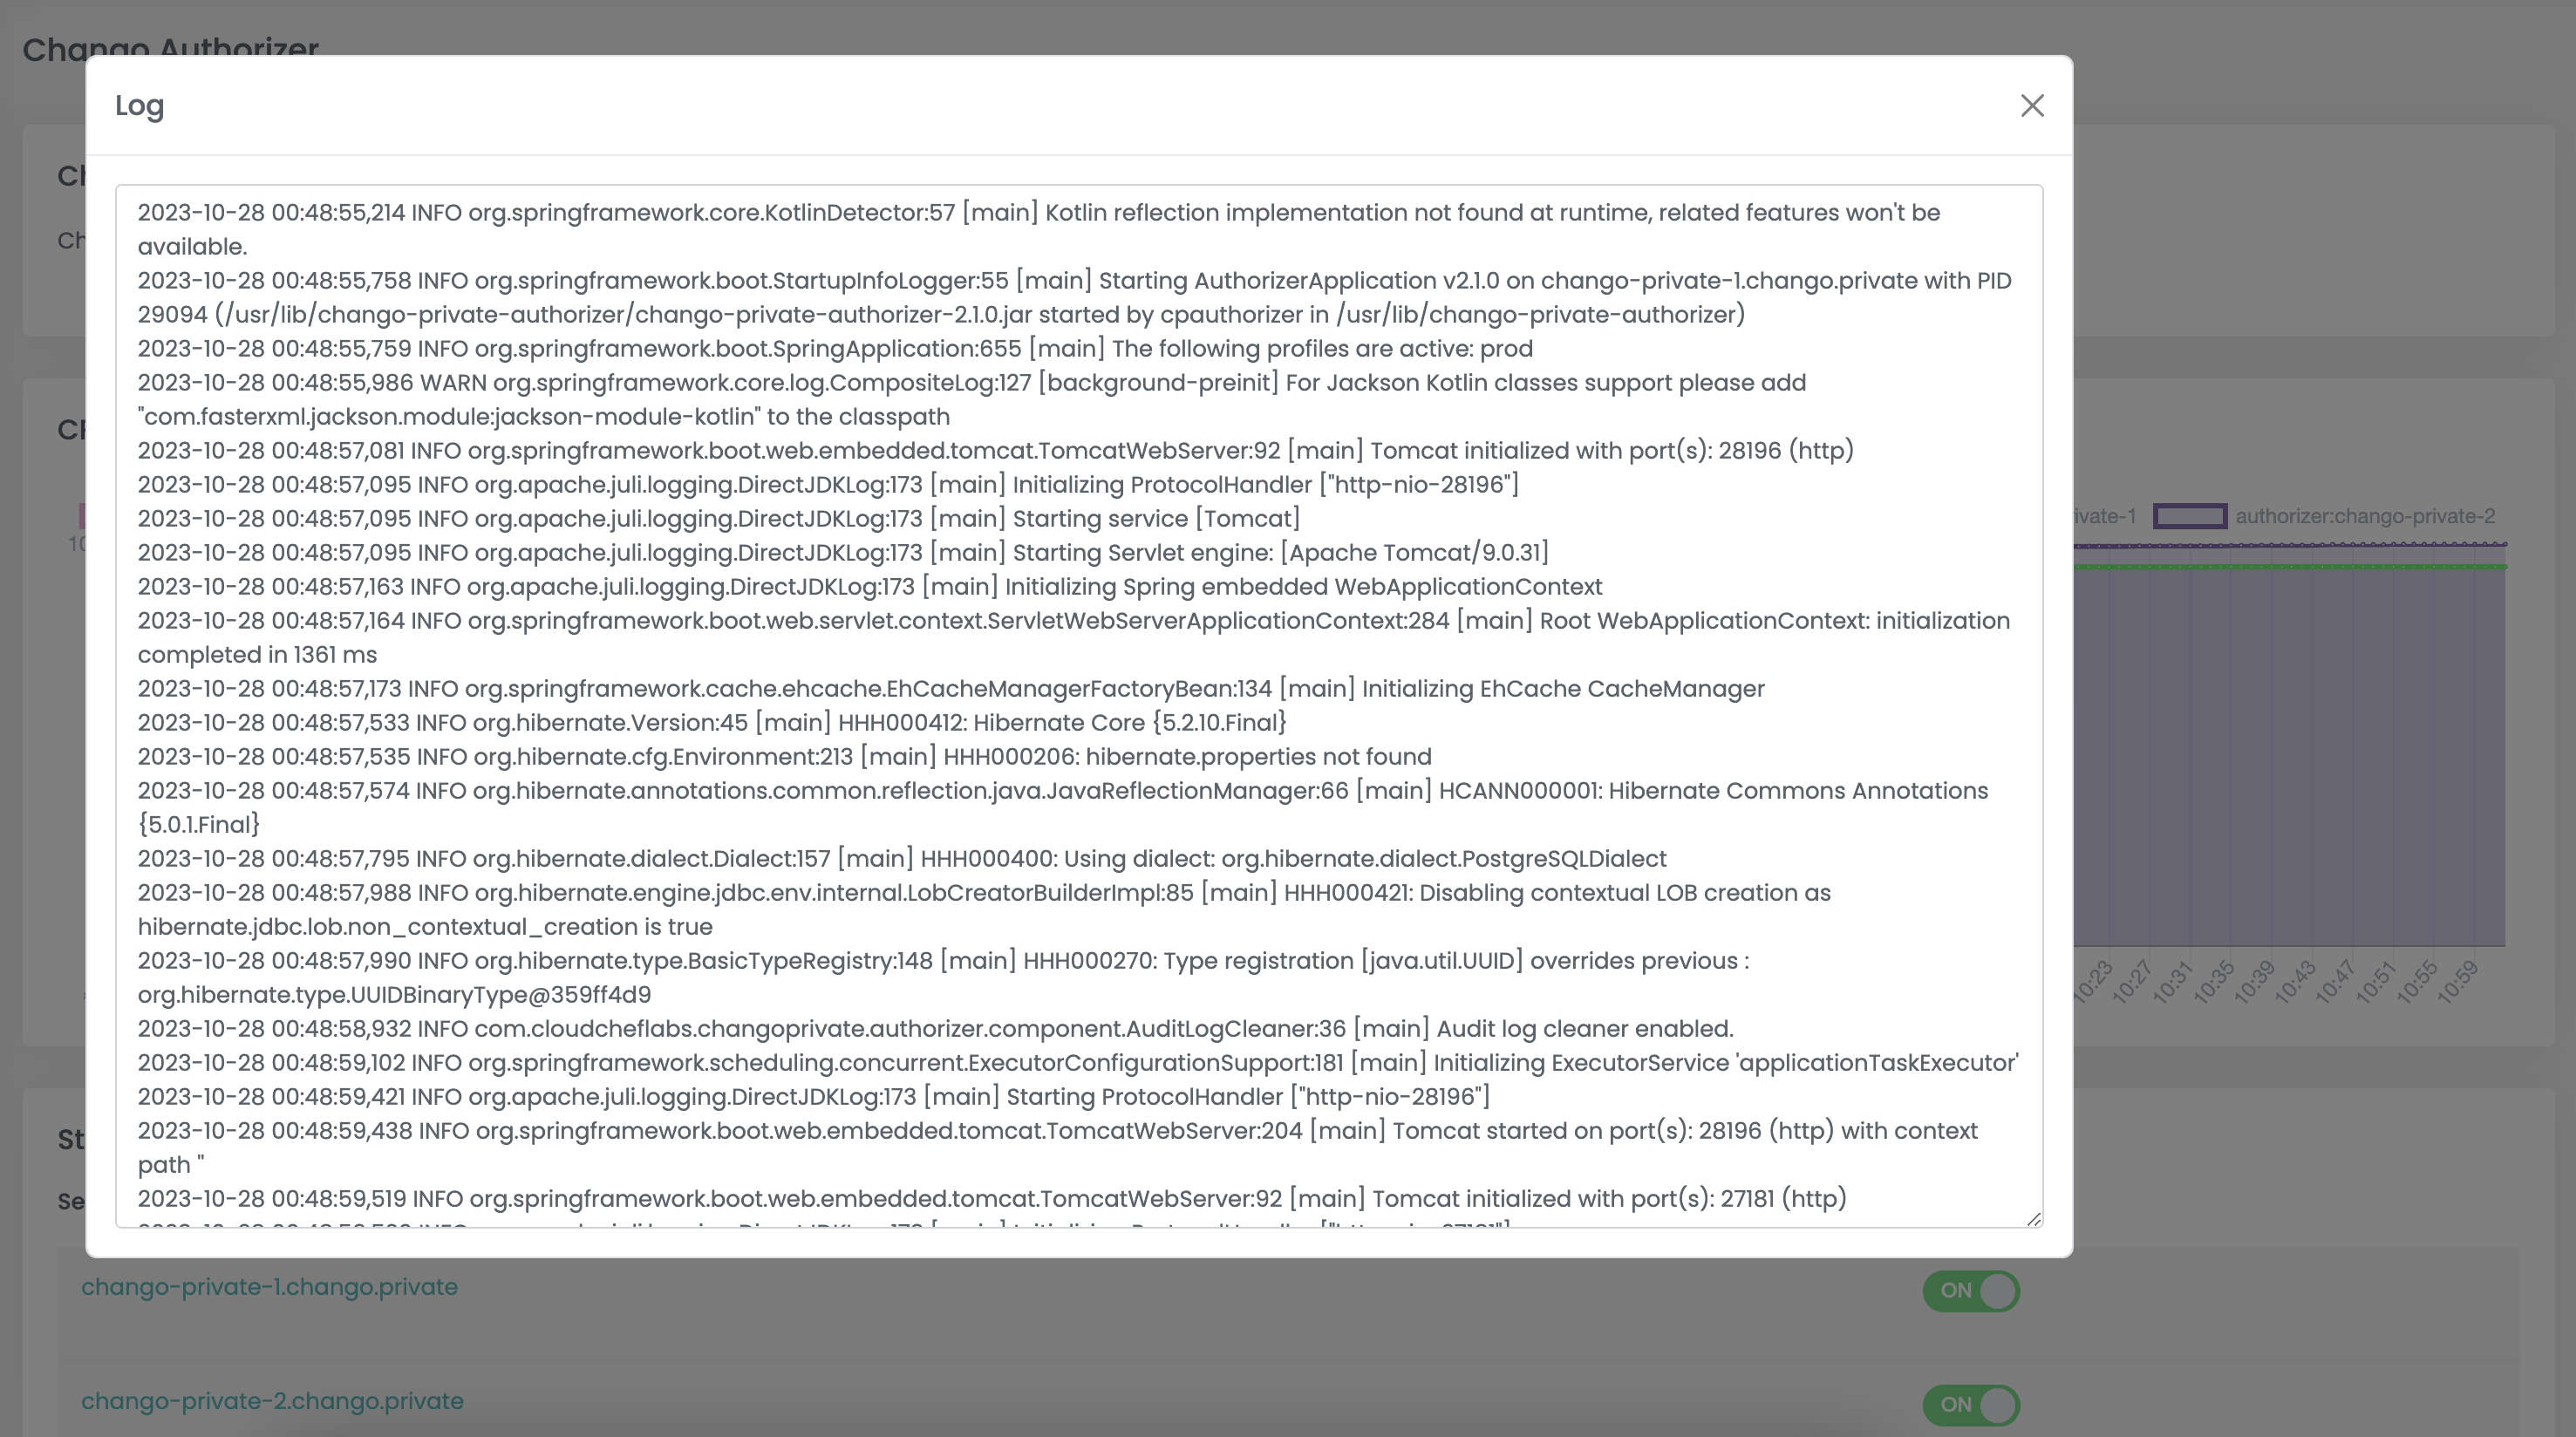 Chango Authorizer
Log
Ch
Ch
2023-10-28 00:48:55,214 INFO org.springframework.core.KotlinDetector:57 [main] Kotlin reflection implementation not found at runtime, related features won't be
available.
2023-10-28 00:48:55,758 INFO org.springframework.boot.StartupInfoLogger:55 [main] Starting AuthorizerApplication v2.1.0 on chango-private-1.chango.private with PID
29094 (/usr/lib/chango-private-authorizer/chango-private-authorizer-2.1.0.jar started by cpauthorizer in /usr/lib/chango-private-authorizer)
2023-10-28 00:48:55,759 INFO org.springframework.boot.SpringApplication:655 [main] The following profiles are active: prod
2023-10-28 00:48:55,986 WARN org.springframework.core.log.CompositeLog:127 [background-preinit] For Jackson Kotlin classes support please add
"com.fasterxml.jackson.module:jackson-module-kotlin" to the classpath
2023-10-28 00:48:57,081 INFO org.springframework.boot.web.embedded.tomcat.TomcatWebServer:92 [main] Tomcat initialized with port(s): 28196 (http)
2023-10-28 00:48:57,095 INFO org.apache.juli.logging.DirectJDKLog:173 [main] Initializing ProtocolHandler ["http-nio-28196"]
2023-10-28 00:48:57,095 INFO org.apache.juli.logging.DirectJDKLog:173 [main] Starting service [Tomcat]
2023-10-28 00:48:57,095 INFO org.apache.juli.logging.DirectJDKLog:173 [main] Starting Servlet engine: [Apache Tomcat/9.0.31]
2023-10-28 00:48:57,163 INFO org.apache.juli.logging.DirectJDKLog:173 [main] Initializing Spring embedded WebApplicationContext
2023-10-28 00:48:57,164 INFO org.springframework.boot.web.servlet.context.ServletWebServerApplicationContext:284 [main] Root WebApplicationContext: initialization
completed in 1361 ms
2023-10-28 00:48:57,173 INFO org.springframework.cache.ehcache.EhCacheManagerFactoryBean:134 [main] Initializing EhCache CacheManager
2023-10-28 00:48:57,533 INFO org.hibernate.Version:45 [main] HHH000412: Hibernate Core {5.2.10.Final}
2023-10-28 00:48:57,535 INFO org.hibernate.cfg.Environment:213 [main] HHH000206: hibernate.properties not found
2023-10-28 00:48:57,574 INFO org.hibernate.annotations.common.reflection.java.JavaReflectionManager:66 [main] HCANN000001: Hibernate Commons Annotations
{5.0.1.Final}
2023-10-28 00:48:57,795 INFO org.hibernate.dialect.Dialect:157 [main] HHH000400: Using dialect: org.hibernate.dialect.PostgreSQLDialect
2023-10-28 00:48:57,988 INFO org.hibernate.engine.jdbc.env.internal.LobCreatorBuilderImpl:85 [main] HHH000421: Disabling contextual LOB creation as
hibernate.jdbc.lob.non_contextual_creation is true
2023-10-28 00:48:57,990 INFO org.hibernate.type.BasicTypeRegistry:148 [main] HHH000270: Type registration [java.util.UUID] overrides previous :
org.hibernate.type.UUIDBinaryType@359ff4d9
2023-10-28 00:48:58,932 INFO com.cloudcheflabs.changoprivate.authorizer.component.AuditLogCleaner:36 [main] Audit log cleaner enabled.
2023-10-28 00:48:59,102 INFO org.springframework.scheduling.concurrent.ExecutorConfigurationSupport:181 [main] Initializing ExecutorService 'applicationTaskExecutor'
2023-10-28 00:48:59,421 INFO org.apache.juli.logging.DirectJDKLog:173 [main] Starting ProtocolHandler ["http-nio-28196"]
2023-10-28 00:48:59,438 INFO org.springframework.boot.web.embedded.tomcat.TomcatWebServer:204 [main] Tomcat started on port(s): 28196 (http) with context
path ''
2023-10-28 00:48:59,519 INFO org.springframework.boot.web.embedded.tomcat.TomcatWebServer:92 [main] Tomcat initialized with port(s): 27181 (http)
ivate-1 authorizer:chango-private-2
10:23 10:27 10:31 10:35 10:39 10:43 10:47 10:51 10:55 10:59
St
Se
chango-private-1.chango.private ON
chango-private-2.chango.private ON